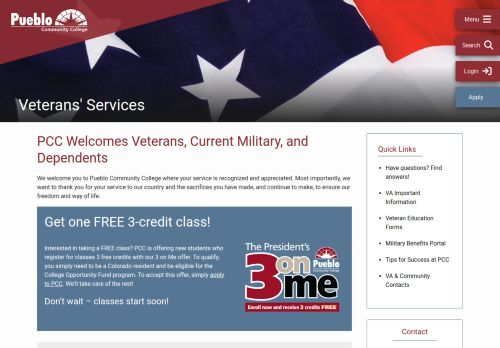 Pueblo
Community College
Menu
Search
Login
Apply
Veterans' Services
PCC Welcomes Veterans, Current Military, and
Dependents
We welcome you to Pueblo Community College where your service is recognized and appreciated. Most importantly, we
want to thank you for your service to our country and the sacrifices you have made, and continue to make, to ensure our
freedom and way of life.
Get one FREE 3-credit class!
Interested in taking a FREE class? PCC is offering new students who
register for classes 3 free credits with our 3 on Me offer. To qualify,
you simply need to be a Colorado resident and be eligible for the
College Opportunity Fund program. To accept this offer, simply apply
to PCC. We'll take care of the rest!
Don't wait – classes start soon!
The President's
3 on me
Pueblo
Community College
Enroll now and receive 3 credits FREE
Quick Links
Have questions? Find
answers!
VA Important
Information
Veteran Education
Forms
Military Benefits Portal
Tips for Success at PCC
VA & Community
Contacts
Contact